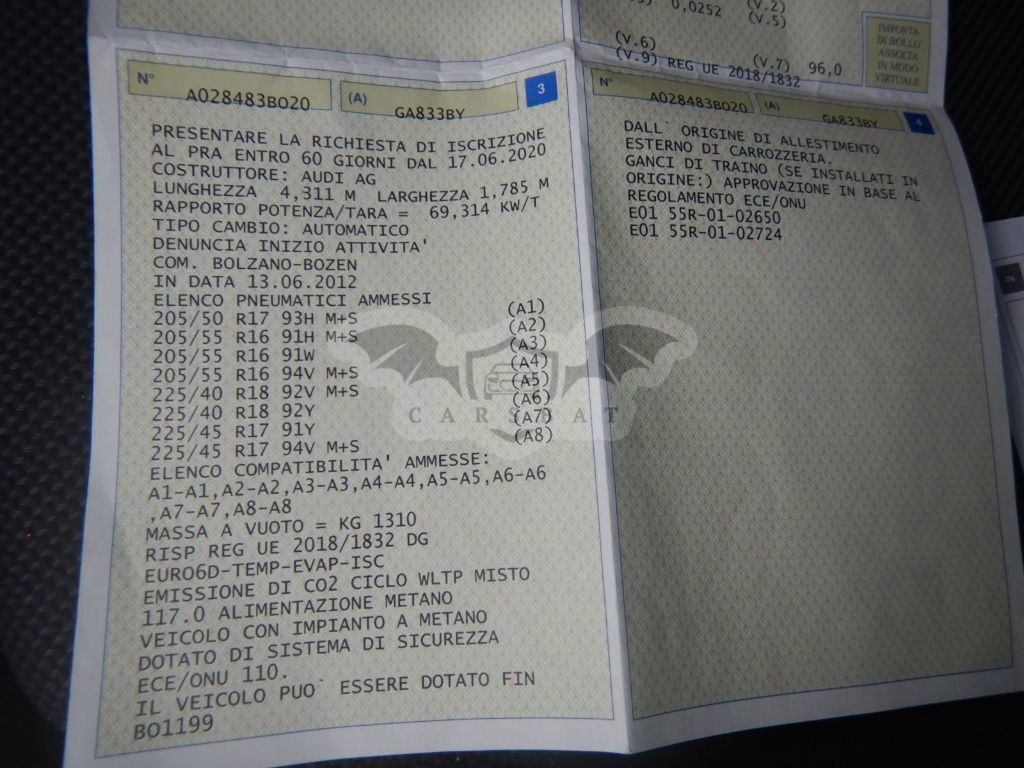 0,0252
(V.2)
(V.5)
(V.6)
(V.7) 96,0
(V.9) REG UE 2018/1832
IMPOSTA
DI BOLLO
ASSOLTA
IN MODO
VIRTUALE
N° A028483BO20
(A) GA833BY
3
PRESENTARE LA RICHIESTA DI ISCRIZIONE
AL PRA ENTRO 60 GIORNI DAL 17.06.2020
COSTRUTTORE: AUDI AG
LUNGHEZZA 4,311 M LARGHEZZA 1,785 M
RAPPORTO POTENZA/TARA = 69,314 KW/T
TIPO CAMBIO: AUTOMATICO
DENUNCIA INIZIO ATTIVITA'
COM. BOLZANO-BOZEN
IN DATA 13.06.2012
ELENCO PNEUMATICI AMMESSI
205/50 R17 93H M+S (A1)
205/55 R16 91H M+S (A2)
205/55 R16 91W (A3)
205/55 R16 94V M+S (A4)
225/40 R18 92V M+S (A5)
225/40 R18 92Y (A6)
225/45 R17 91Y (A7)
225/45 R17 94V M+S (A8)
ELENCO COMPATIBILITA' AMMESSE:
A1-A1,A2-A2,A3-A3,A4-A4,A5-A5,A6-A6
,A7-A7,A8-A8
MASSA A VUOTO = KG 1310
RISP REG UE 2018/1832 DG
EURO6D-TEMP-EVAP-ISC
EMISSIONE DI CO2 CICLO WLTP MISTO
117.0 ALIMENTAZIONE METANO
VEICOLO CON IMPIANTO A METANO
DOTATO DI SISTEMA DI SICUREZZA
ECE/ONU 110.
IL VEICOLO PUO` ESSERE DOTATO FIN
BO1199
N° A028483BO20
(A) GA833BY
4
DALL` ORIGINE DI ALLESTIMENTO
ESTERNO DI CARROZZERIA.
GANCI DI TRAINO (SE INSTALLATI IN
ORIGINE:) APPROVAZIONE IN BASE AL
REGOLAMENTO ECE/ONU
E01 55R-01-02650
E01 55R-01-02724
2